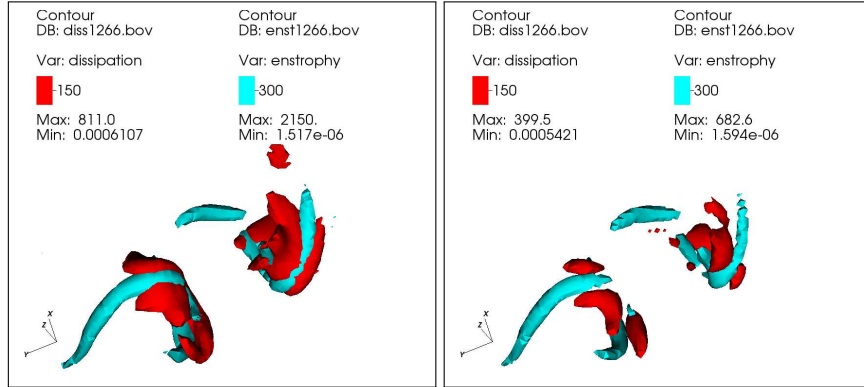 Contour
DB: diss1266.bov
Var: dissipation
150
Max: 811.0
Min: 0.0006107
Contour
DB: enst1266.bov
Var: enstrophy
300
Max: 2150.
Min: 1.517e-06
X
Z
Y
Contour
DB: diss1266.bov
Var: dissipation
150
Max: 399.5
Min: 0.0005421
Contour
DB: enst1266.bov
Var: enstrophy
300
Max: 682.6
Min: 1.594e-06
X
Z
Y